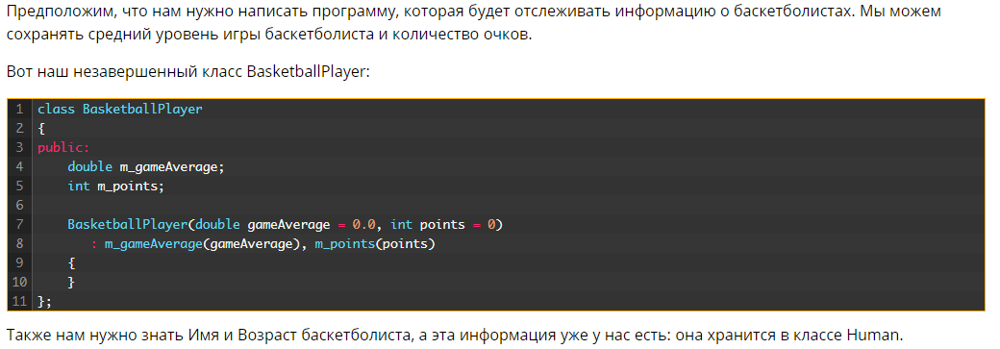 Предположим, что нам нужно написать программу, которая будет отслеживать информацию о баскетболистах. Мы можем
сохранять средний уровень игры баскетболиста и количество очков.
Вот наш незавершенный класс BasketballPlayer:
1 class BasketballPlayer
2 {
3 public:
4     double m_gameAverage;
5     int m_points;
6
7     BasketballPlayer(double gameAverage = 0.0, int points = 0)
8        : m_gameAverage(gameAverage), m_points(points)
9     {
10     }
11 };
Также нам нужно знать Имя и Возраст баскетболиста, а эта информация уже у нас есть: она хранится в классе Human.